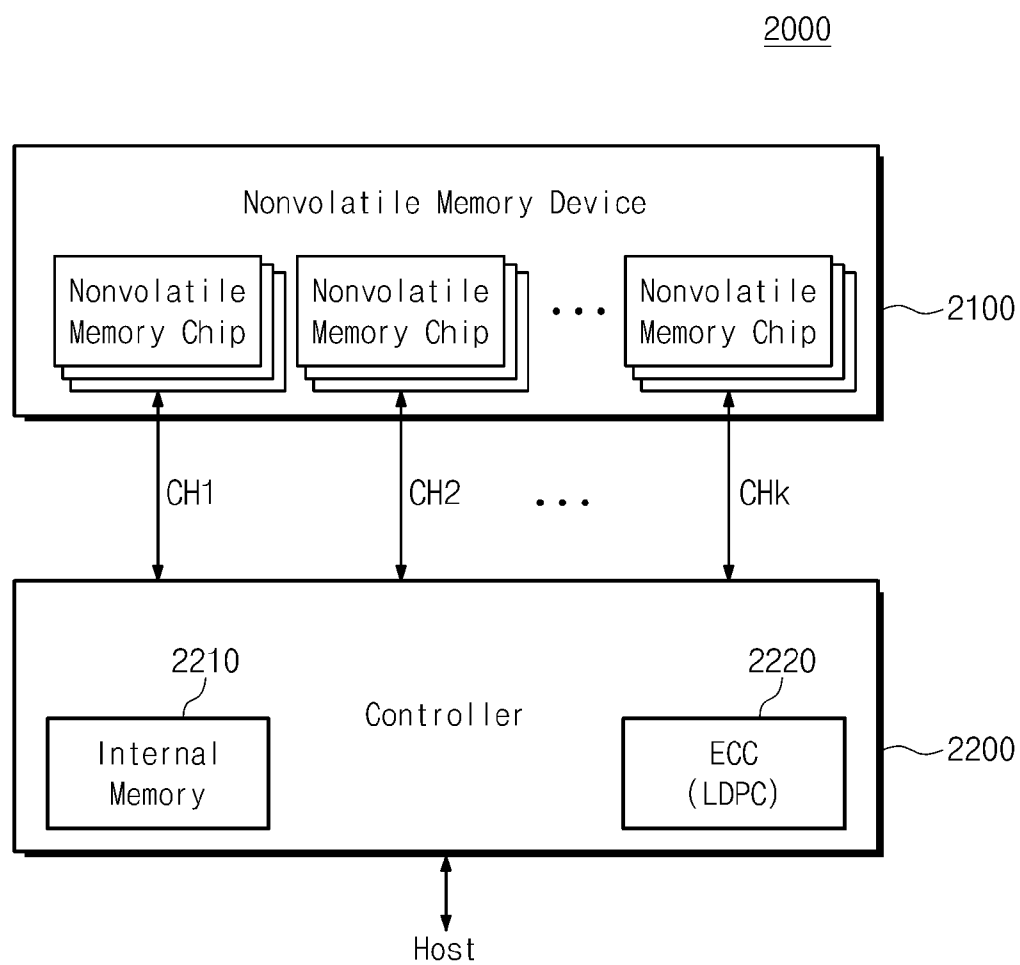 2000
Nonvolatile Memory Device
Nonvolatile
Memory Chip
Nonvolatile
Memory Chip
...
Nonvolatile
Memory Chip
2100
CH1
CH2
...
CHk
2210
2220
Controller
Internal
Memory
ECC
(LDPC)
2200
Host